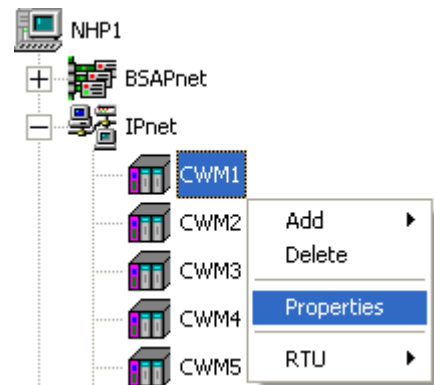 NHP1
BSAPnet
IPnet
CWM1
CWM2
CWM3
CWM4
CWM5
Add
Delete
Properties
RTU